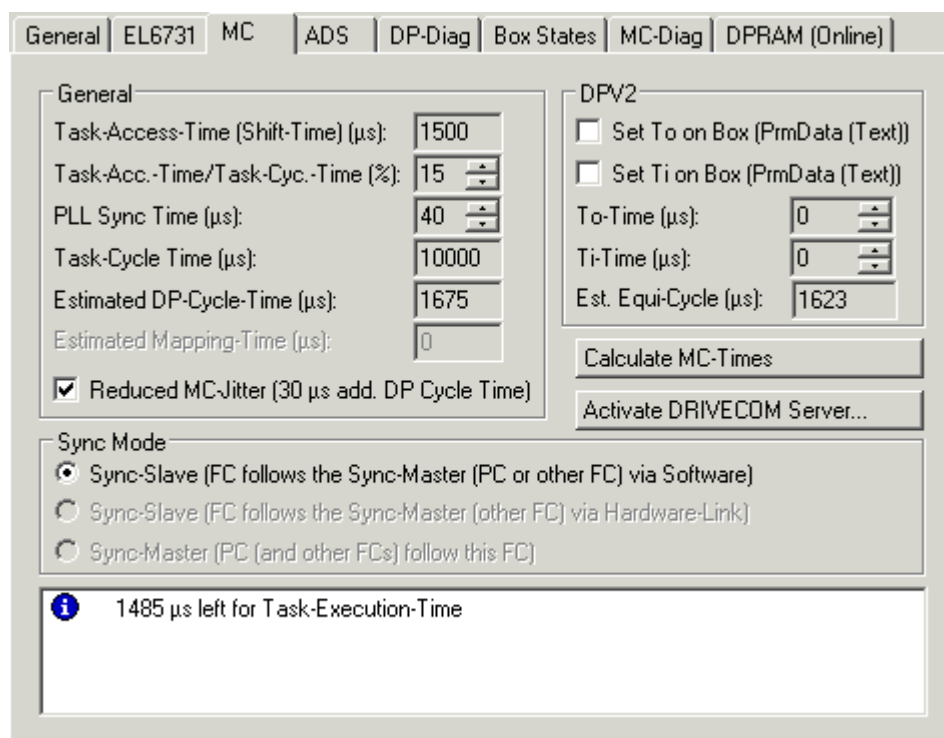 General EL6731 MC ADS DP-Diag Box States MC-Diag DPRAM (Online)
General
Task-Access-Time (Shift-Time) (µs): 1500
Task-Acc.-Time/Task-Cyc.-Time (%): 15
PLL Sync Time (µs): 40
Task-Cycle Time (µs): 10000
Estimated DP-Cycle-Time (µs): 1675
Estimated Mapping-Time (µs): 0
Reduced MC-Jitter (30 µs add. DP Cycle Time)
DPV2
Set To on Box (PrmData (Text))
Set Ti on Box (PrmData (Text))
To-Time (µs): 0
Ti-Time (µs): 0
Est. Equi-Cycle (µs): 1623
Calculate MC-Times
Activate DRIVECOM Server...
Sync Mode
Sync-Slave (FC follows the Sync-Master (PC or other FC) via Software)
Sync-Slave (FC follows the Sync-Master (other FC) via Hardware-Link)
Sync-Master (PC (and other FCs) follow this FC)
1485 µs left for Task-Execution-Time